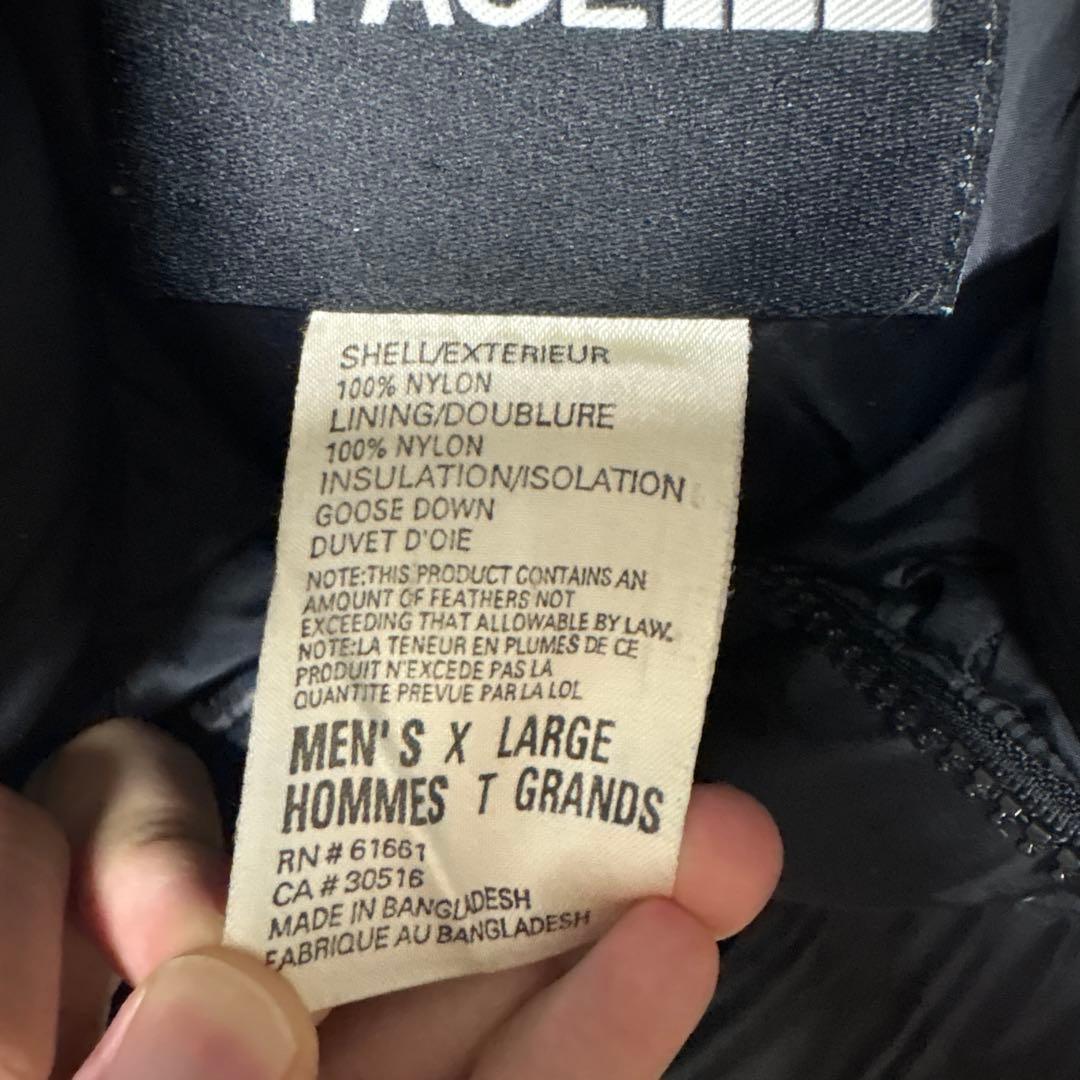 FACE
SHELL/EXTERIEUR
100% NYLON
LINING/DOUBLURE
100% NYLON
INSULATION/ISOLATION
GOOSE DOWN
DUVET D'OIE
NOTE:THIS PRODUCT CONTAINS AN
AMOUNT OF FEATHERS NOT
EXCEEDING THAT ALLOWABLE BY LAW.
NOTE:LA TENEUR EN PLUMES DE CE
PRODUIT N'EXCEDE PAS LA
QUANTITE PREVUE PAR LA LOL
MEN'S X LARGE
HOMMES T GRANDS
RN # 61661
CA # 30516
MADE IN BANGLADESH
FABRIQUE AU BANGLADESH